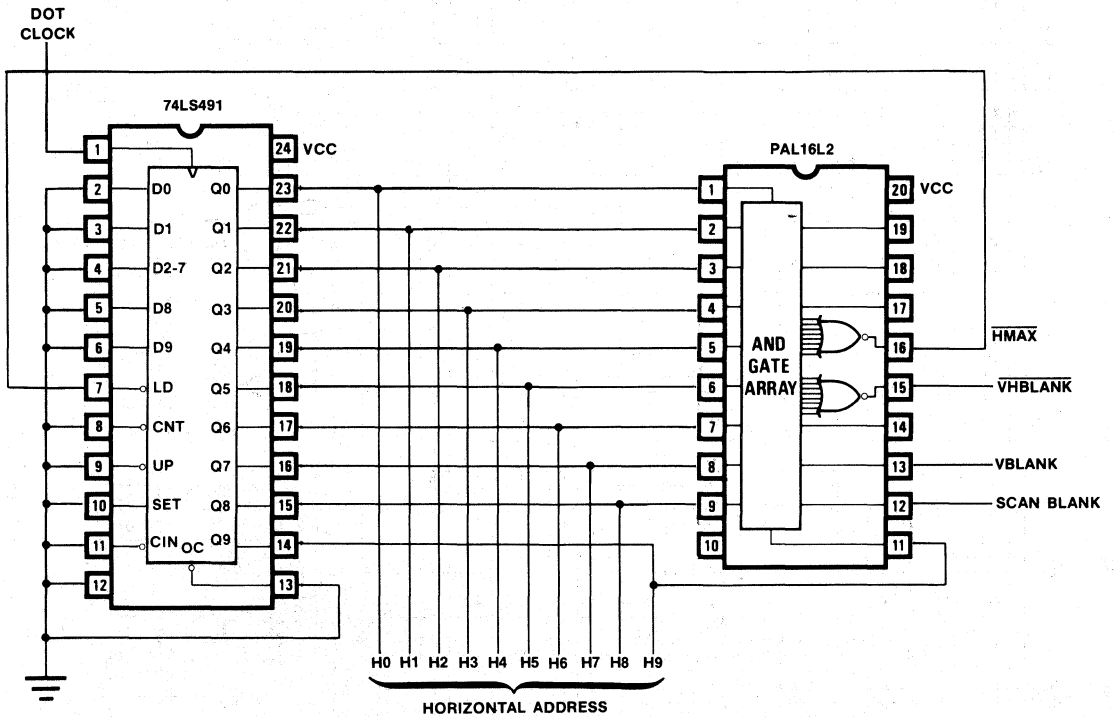 DOT
CLOCK
74LS491
1
24 VCC
2 D0 Q0 23
3 D1 Q1 22
4 D2-7 Q2 21
5 D8 Q3 20
6 D9 Q4 19
7 LD Q5 18
8 CNT Q6 17
9 UP Q7 16
10 SET Q8 15
11 CIN OC Q9 14
12 13
PAL16L2
1 20 VCC
2 19
3 18
4 17
5 16 HMAX
6 15 VHBLANK
7 14
8 13 VBLANK
9 12 SCAN BLANK
10 11
AND
GATE
ARRAY
H0 H1 H2 H3 H4 H5 H6 H7 H8 H9
HORIZONTAL ADDRESS